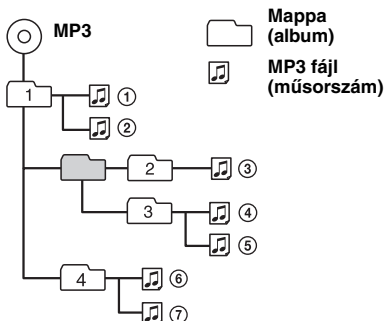 MP3
Mappa
(album)
MP3 fájl
(műsorszám)
1
①
②
2
③
3
④
⑤
4
⑥
⑦